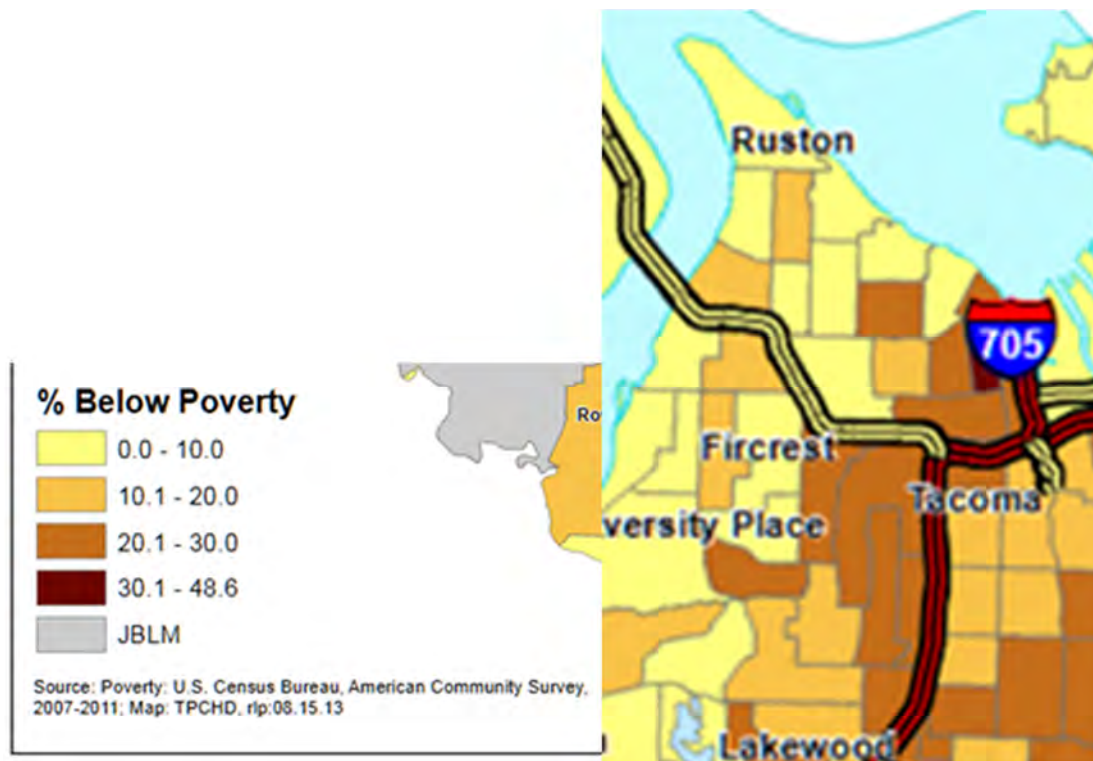 % Below Poverty
0.0 - 10.0
10.1 - 20.0
20.1 - 30.0
30.1 - 48.6
JBLM
Source: Poverty: U.S. Census Bureau, American Community Survey,
2007-2011; Map: TPCHD, rlp:08.15.13
Ro
Ruston
705
Fircrest
Tacoma
versity Place
Lakewood